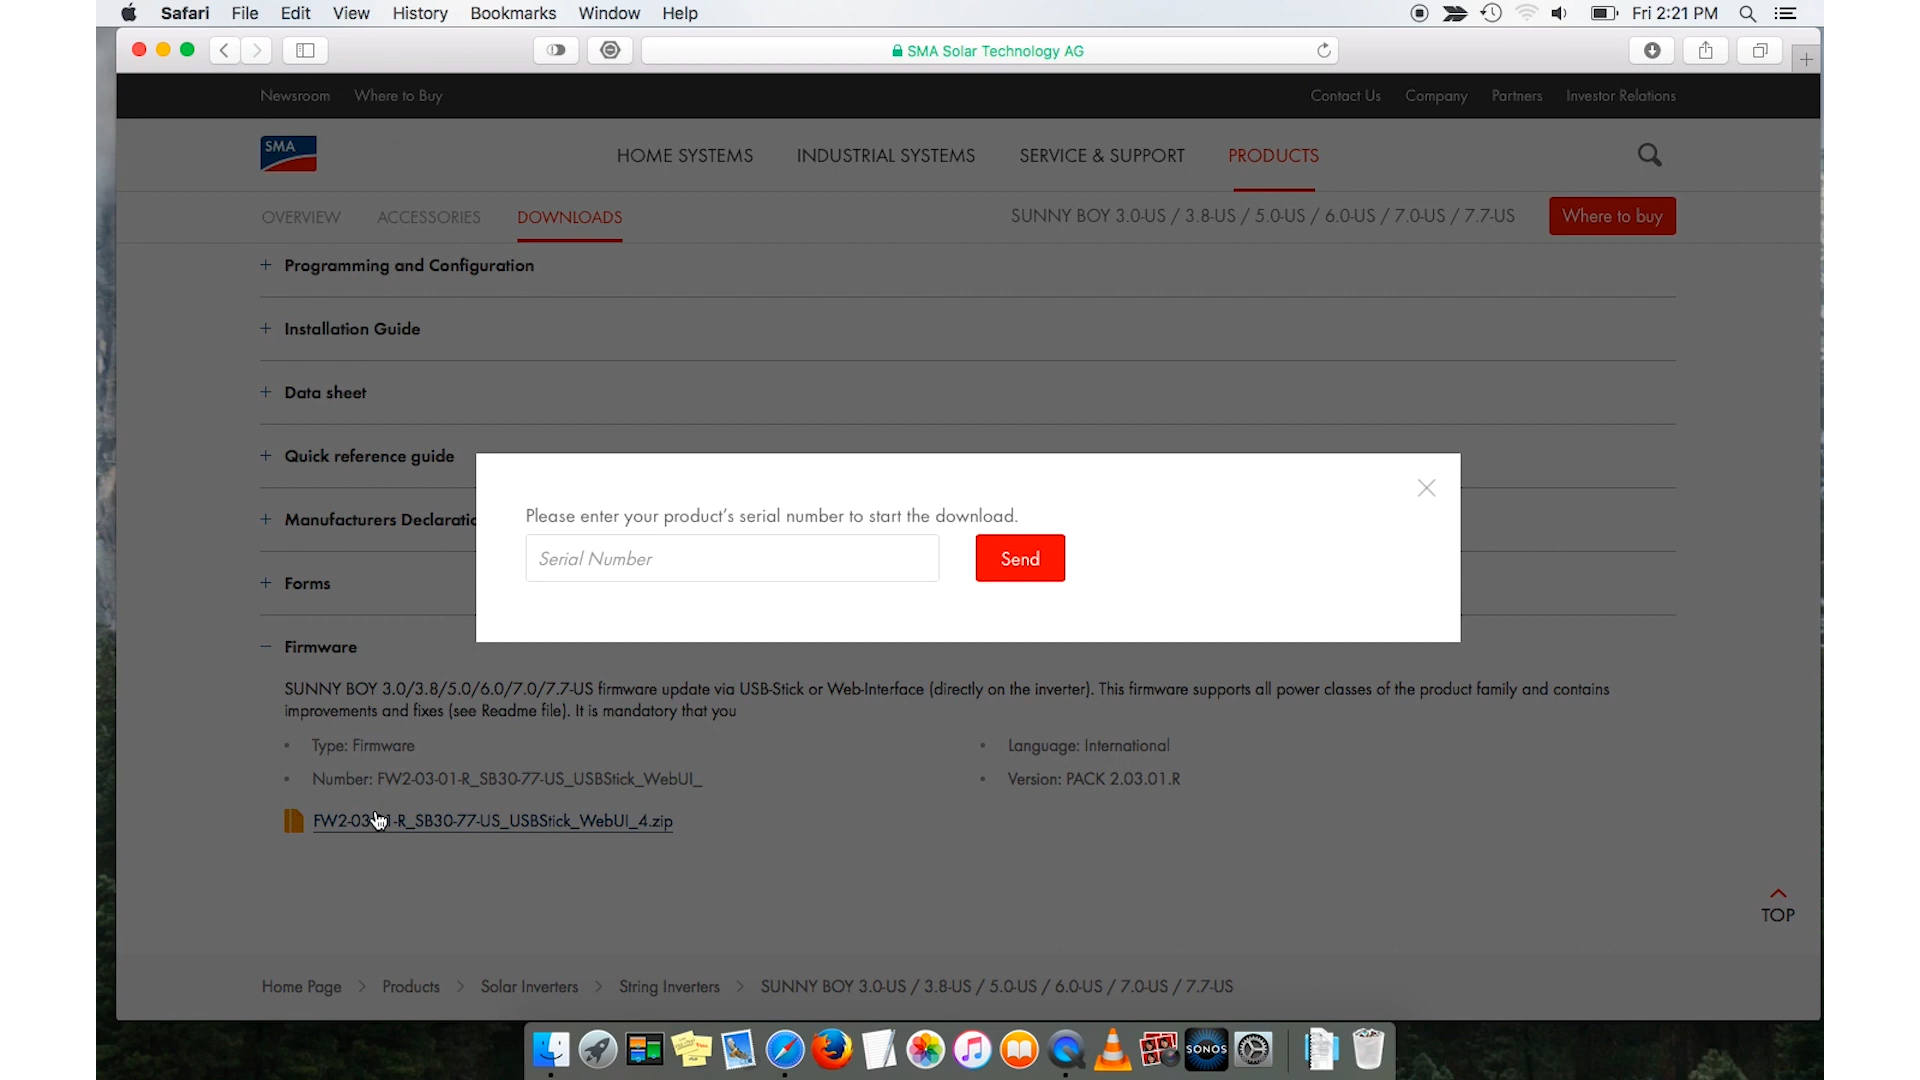 Safari File Edit View History Bookmarks Window Help Fri 2:21 PM
SMA Solar Technology AG
Newsroom Where to Buy Contact Us Company Partners Investor Relations
SMA HOME SYSTEMS INDUSTRIAL SYSTEMS SERVICE & SUPPORT PRODUCTS
OVERVIEW ACCESSORIES DOWNLOADS SUNNY BOY 3.0-US / 3.8-US / 5.0-US / 6.0-US / 7.0-US / 7.7-US Where to buy
+ Programming and Configuration
+ Installation Guide
+ Data sheet
+ Quick reference guide
Please enter your product's serial number to start the download.
+ Manufacturers Declaratio
Serial Number Send
+ Forms
− Firmware
SUNNY BOY 3.0/3.8/5.0/6.0/7.0/7.7-US firmware update via USB-Stick or Web-Interface (directly on the inverter). This firmware supports all power classes of the product family and contains
improvements and fixes (see Readme file). It is mandatory that you
• Type: Firmware • Language: International
• Number: FW2-03-01-R_SB30-77-US_USBStick_WebUI_ • Version: PACK 2.03.01.R
FW2-03 1-R_SB30-77-US_USBStick_WebUI_4.zip
TOP
Home Page > Products > Solar Inverters > String Inverters > SUNNY BOY 3.0-US / 3.8-US / 5.0-US / 6.0-US / 7.0-US / 7.7-US
SONOS